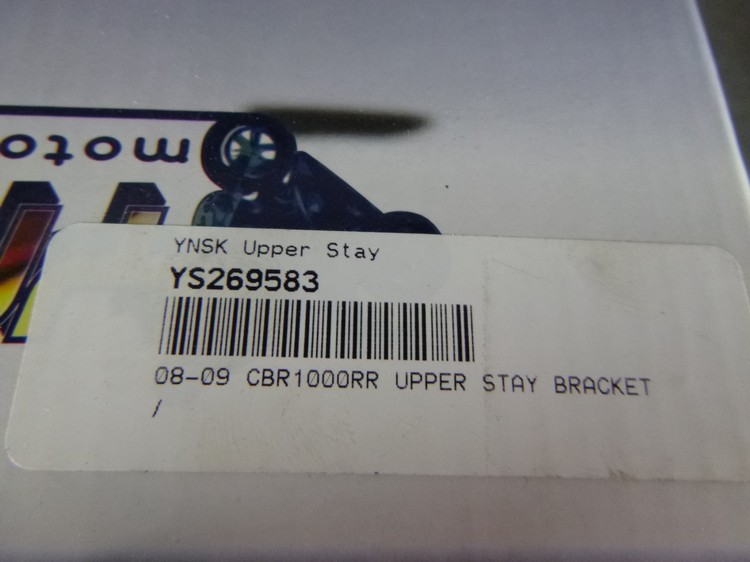 moto
YNSK Upper Stay
YS269583
08-09 CBR1000RR UPPER STAY BRACKET
/